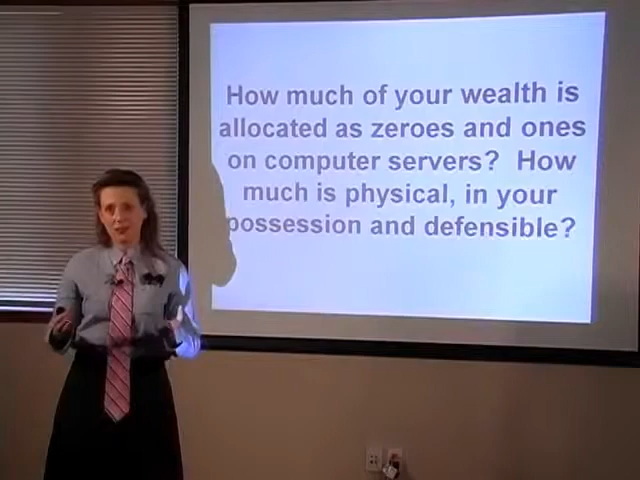 How much of your wealth is
allocated as zeroes and ones
on computer servers?  How
much is physical, in your
possession and defensible?